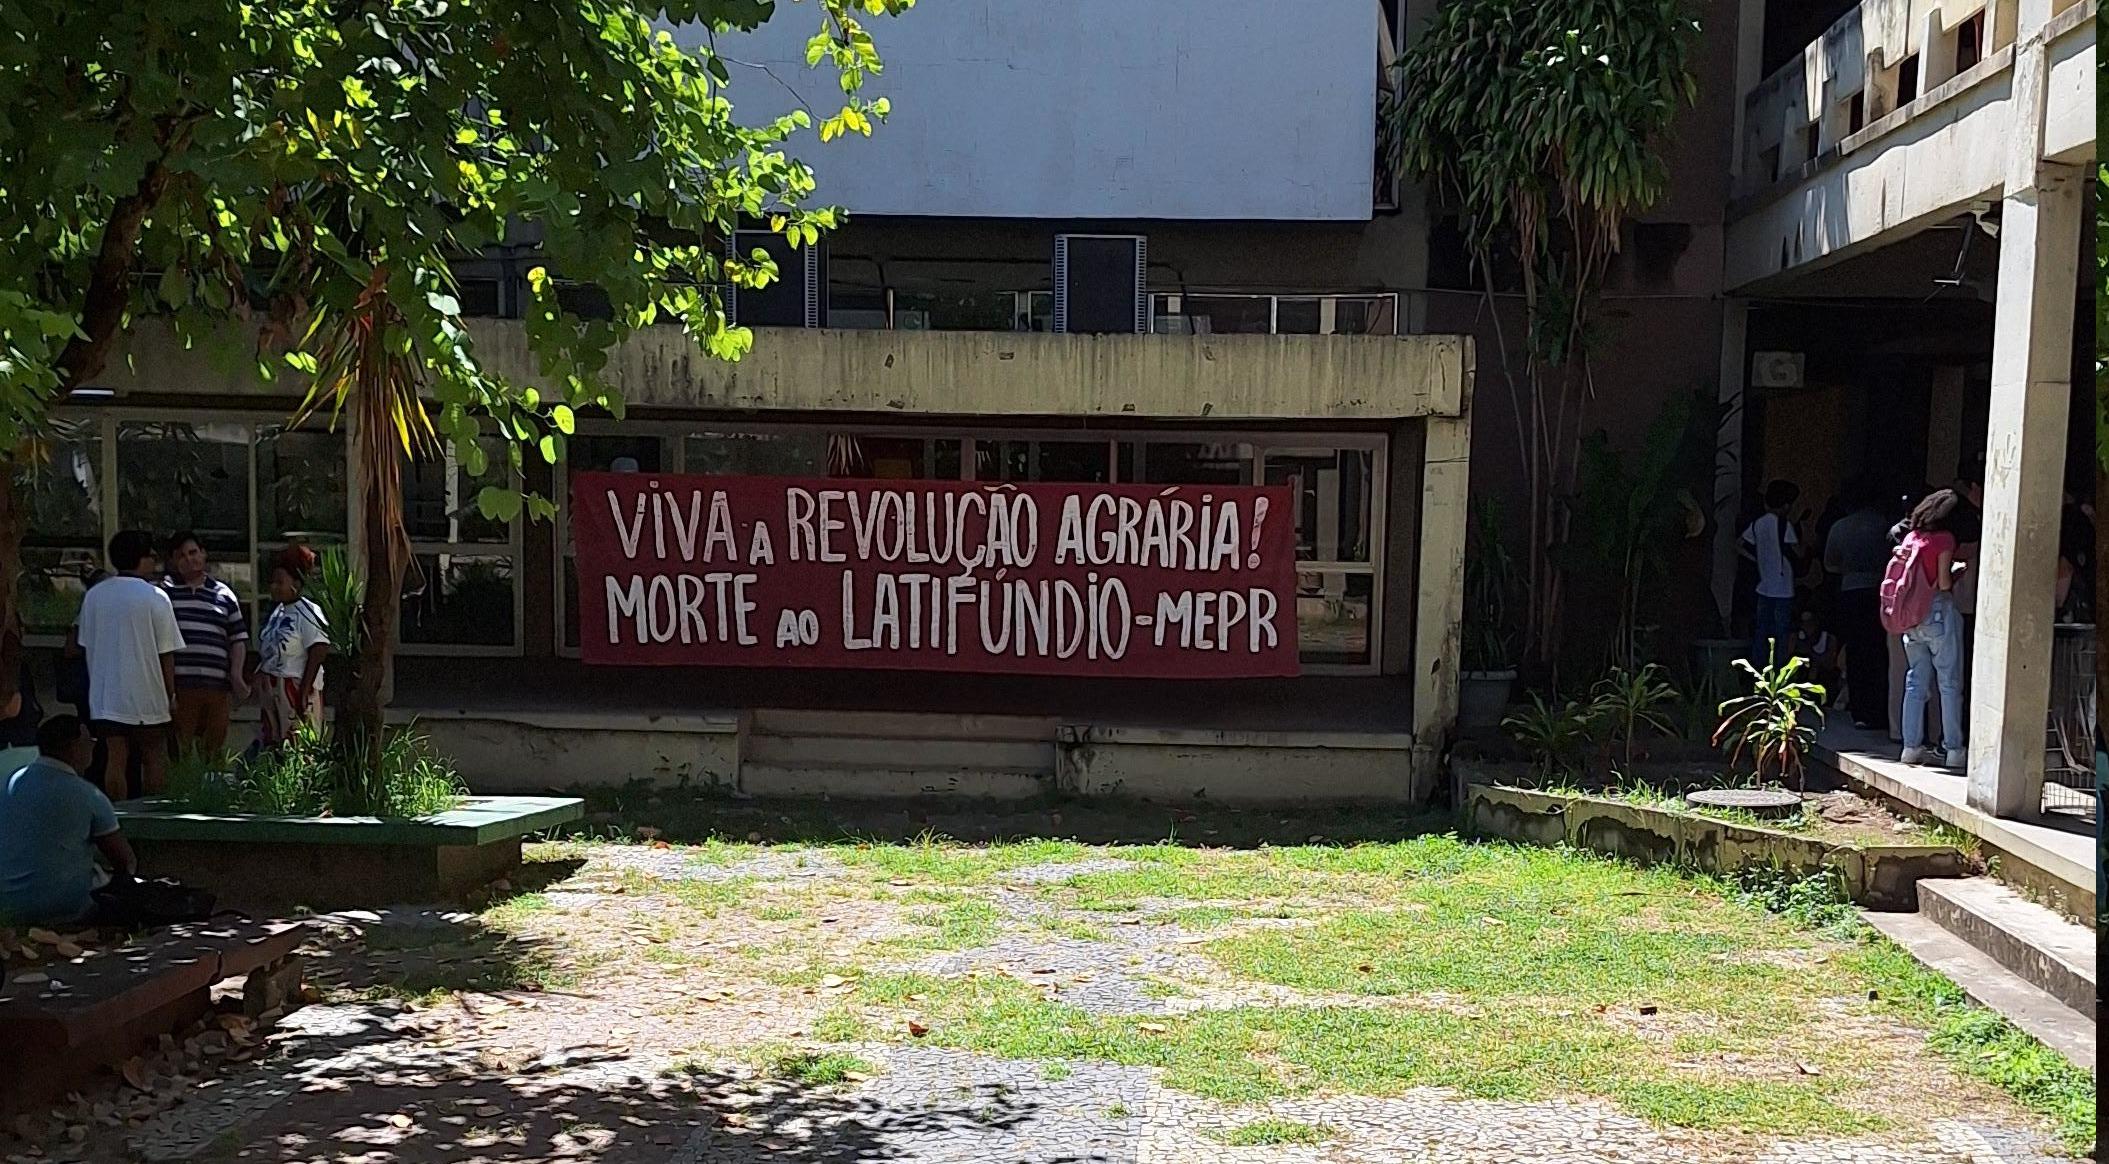 VIVA A REVOLUÇÃO AGRÁRIA!
MORTE AO LATIFÚNDIO-MEPR